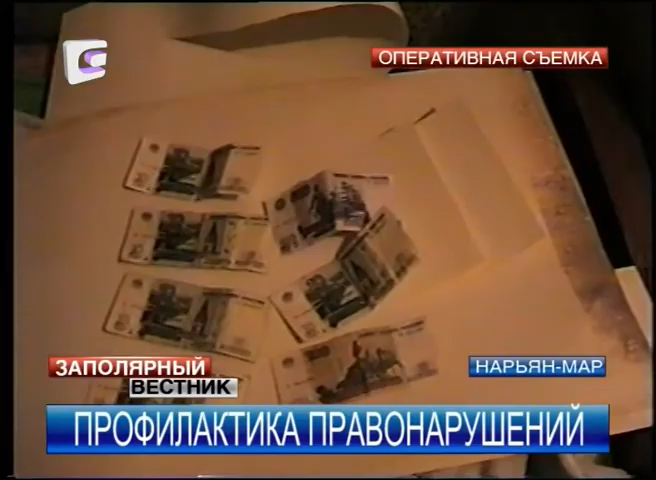 ОПЕРАТИВНАЯ СЪЕМКА
ЗАПОЛЯРНЫЙ
ВЕСТНИК
НАРЬЯН-МАР
ПРОФИЛАКТИКА ПРАВОНАРУШЕНИЙ